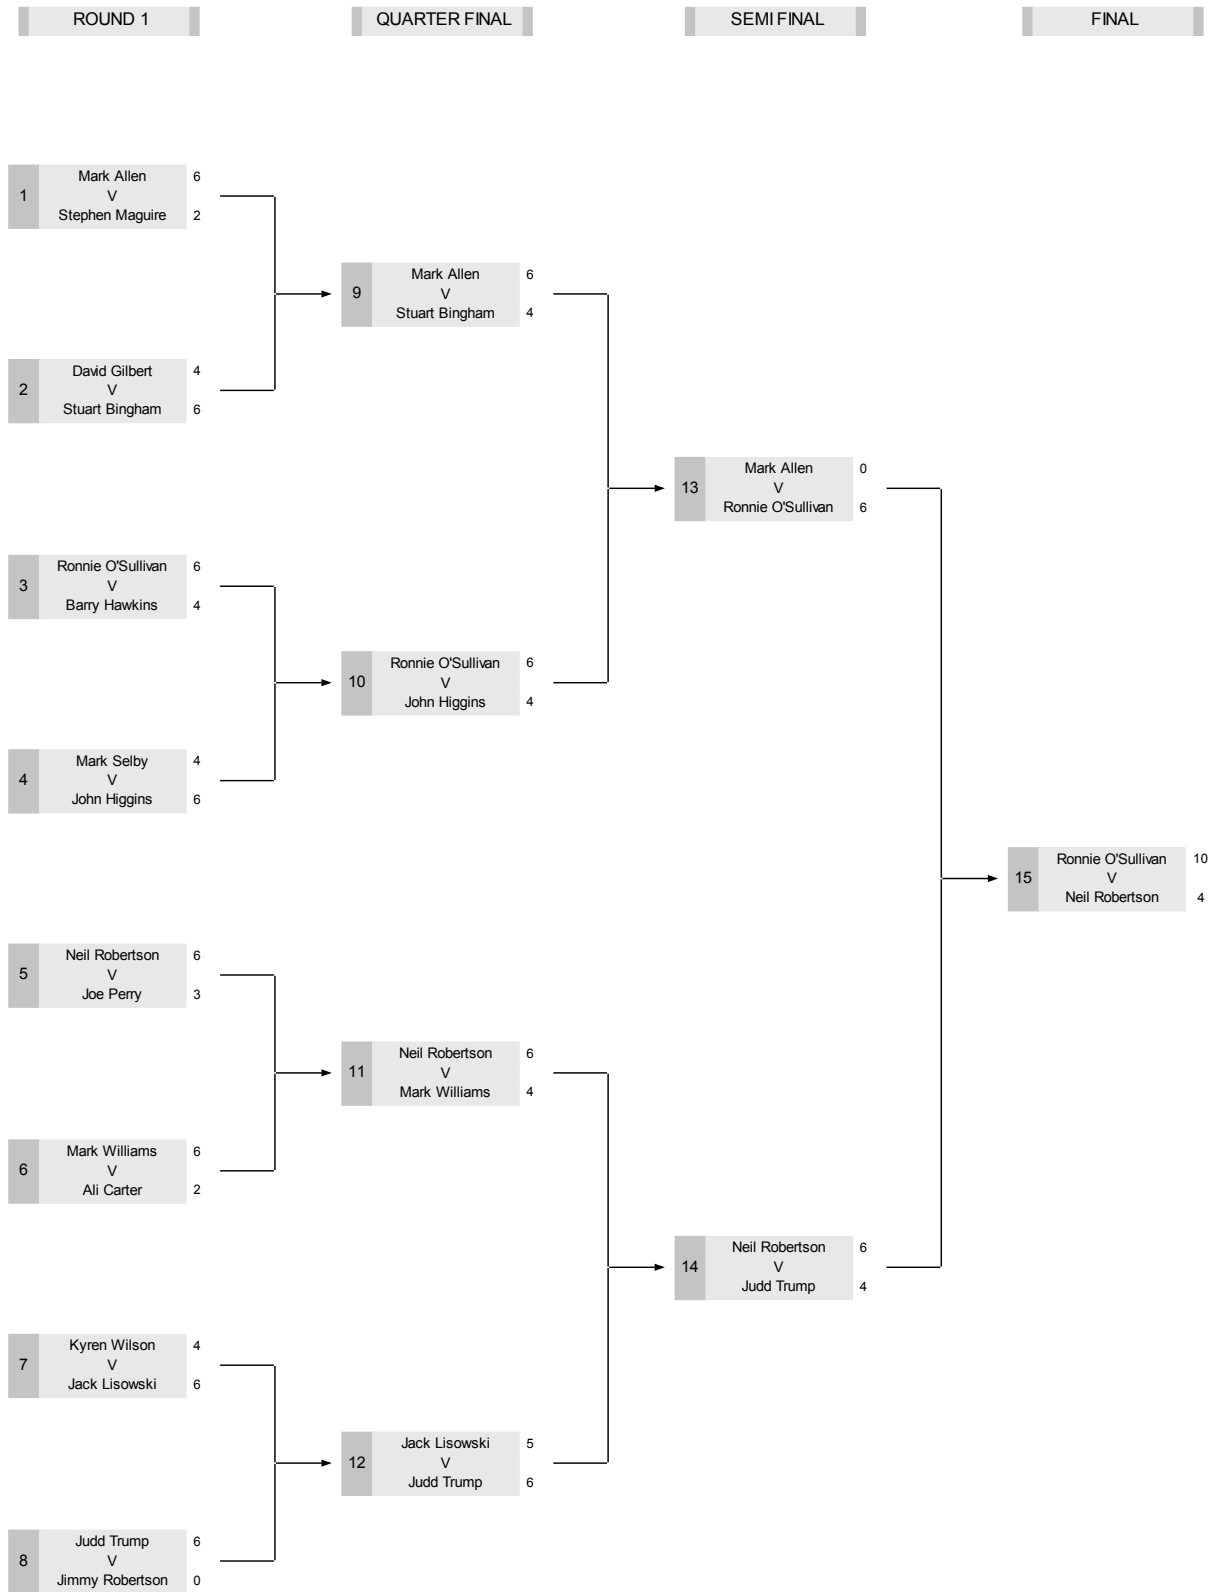 ROUND 1
QUARTER FINAL
SEMI FINAL
FINAL
1
Mark Allen 6
V
Stephen Maguire 2
2
David Gilbert 4
V
Stuart Bingham 6
3
Ronnie O'Sullivan 6
V
Barry Hawkins 4
4
Mark Selby 4
V
John Higgins 6
5
Neil Robertson 6
V
Joe Perry 3
6
Mark Williams 6
V
Ali Carter 2
7
Kyren Wilson 4
V
Jack Lisowski 6
8
Judd Trump 6
V
Jimmy Robertson 0
9
Mark Allen 6
V
Stuart Bingham 4
10
Ronnie O'Sullivan 6
V
John Higgins 4
11
Neil Robertson 6
V
Mark Williams 4
12
Jack Lisowski 5
V
Judd Trump 6
13
Mark Allen 0
V
Ronnie O'Sullivan 6
14
Neil Robertson 6
V
Judd Trump 4
15
Ronnie O'Sullivan 10
V
Neil Robertson 4